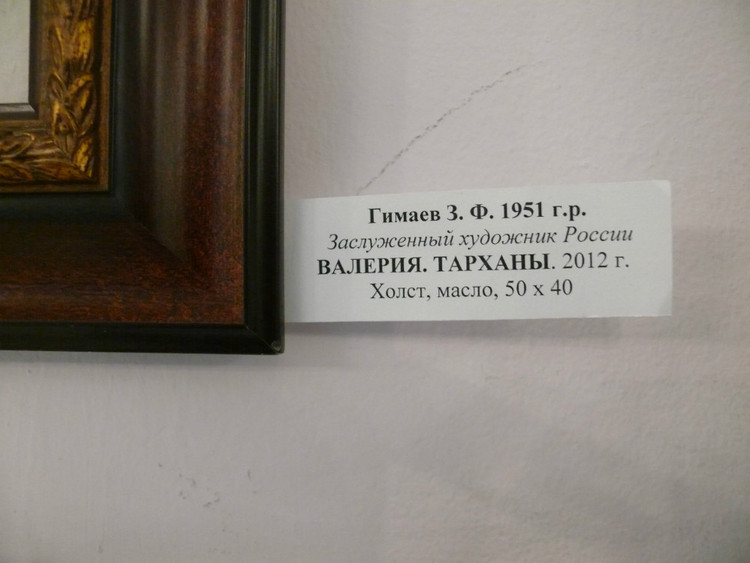 Гимаев З. Ф. 1951 г.р.
Заслуженный художник России
ВАЛЕРИЯ. ТАРХАНЫ. 2012 г.
Холст, масло, 50 х 40